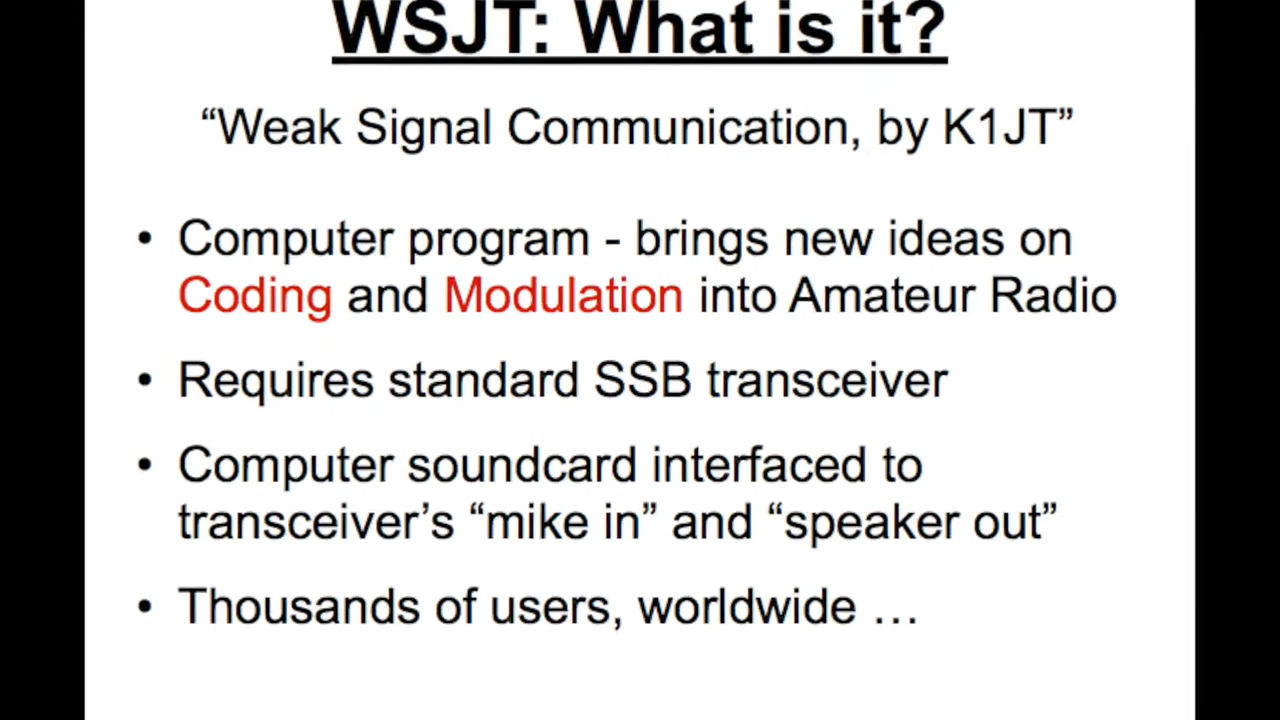 WSJT: What is it?
“Weak Signal Communication, by K1JT”
• Computer program - brings new ideas on
Coding and Modulation into Amateur Radio
• Requires standard SSB transceiver
• Computer soundcard interfaced to
transceiver’s “mike in” and “speaker out”
• Thousands of users, worldwide …